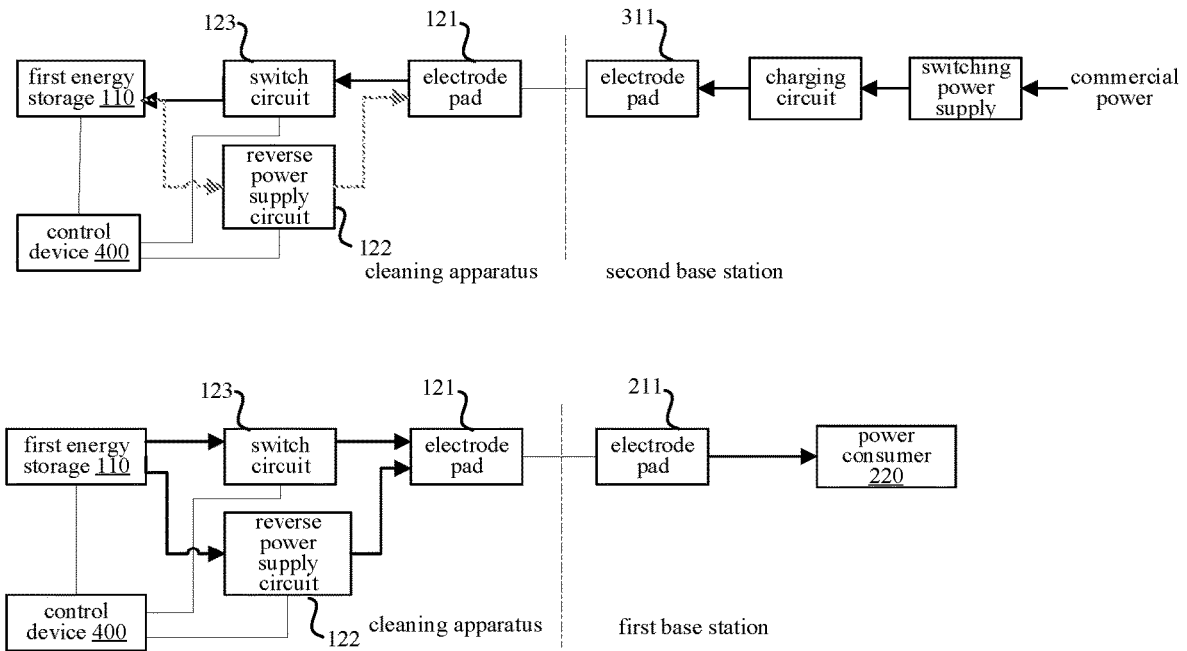 123
121
311
first energy
storage 110
switch
circuit
electrode
pad
electrode
pad
charging
circuit
switching
power
supply
commercial
power
reverse
power
supply
circuit
control
device 400
122
cleaning apparatus
second base station
123
121
211
first energy
storage 110
switch
circuit
electrode
pad
electrode
pad
power
consumer
220
reverse
power
supply
circuit
control
device 400
122
cleaning apparatus
first base station